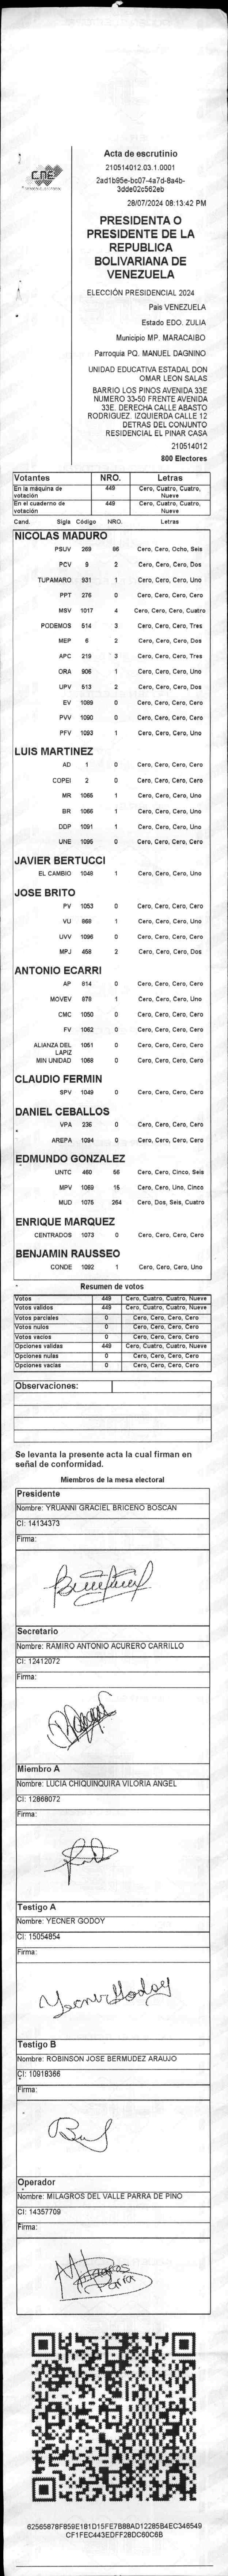 CNE
Acta de escrutinio
210514012.03.1.0001
2ad1b95e-bc07-4a7d-8a4b-
3dde02c562eb
28/07/2024 08:13:42 PM
PRESIDENTA O
PRESIDENTE DE LA
REPUBLICA
BOLIVARIANA DE
VENEZUELA
ELECCIÓN PRESIDENCIAL 2024
Pais VENEZUELA
Estado EDO. ZULIA
Municipio MP. MARACAIBO
Parroquia PQ. MANUEL DAGNINO
UNIDAD EDUCATIVA ESTADAL DON
OMAR LEON SALAS
BARRIO LOS PINOS AVENIDA 33E
NUMERO 33-50 FRENTE AVENIDA
33E. DERECHA CALLE ABASTO
RODRIGUEZ. IZQUIERDA CALLE 12
DETRAS DEL CONJUNTO
RESIDENCIAL EL PINAR CASA
210514012
800 Electores
Votantes NRO. Letras
En la máquina de votación 449 Cero, Cuatro, Cuatro, Nueve
En el cuaderno de votación 449 Cero, Cuatro, Cuatro, Nueve
Cand. Sigla Código NRO. Letras
NICOLAS MADURO
PSUV 269 86 Cero, Cero, Ocho, Seis
PCV 9 2 Cero, Cero, Cero, Dos
TUPAMARO 931 1 Cero, Cero, Cero, Uno
PPT 276 0 Cero, Cero, Cero, Cero
MSV 1017 4 Cero, Cero, Cero, Cuatro
PODEMOS 514 3 Cero, Cero, Cero, Tres
MEP 6 2 Cero, Cero, Cero, Dos
APC 219 3 Cero, Cero, Cero, Tres
ORA 906 1 Cero, Cero, Cero, Uno
UPV 513 2 Cero, Cero, Cero, Dos
EV 1089 0 Cero, Cero, Cero, Cero
PVV 1090 0 Cero, Cero, Cero, Cero
PFV 1093 1 Cero, Cero, Cero, Uno
LUIS MARTINEZ
AD 1 0 Cero, Cero, Cero, Cero
COPEI 2 0 Cero, Cero, Cero, Cero
MR 1065 1 Cero, Cero, Cero, Uno
BR 1066 1 Cero, Cero, Cero, Uno
DDP 1091 1 Cero, Cero, Cero, Uno
UNE 1095 0 Cero, Cero, Cero, Cero
JAVIER BERTUCCI
EL CAMBIO 1048 1 Cero, Cero, Cero, Uno
JOSE BRITO
PV 1053 0 Cero, Cero, Cero, Cero
VU 868 1 Cero, Cero, Cero, Uno
UVV 1096 0 Cero, Cero, Cero, Cero
MPJ 458 2 Cero, Cero, Cero, Dos
ANTONIO ECARRI
AP 814 0 Cero, Cero, Cero, Cero
MOVEV 878 1 Cero, Cero, Cero, Uno
CMC 1050 0 Cero, Cero, Cero, Cero
FV 1062 0 Cero, Cero, Cero, Cero
ALIANZA DEL LAPIZ 1051 0 Cero, Cero, Cero, Cero
MIN UNIDAD 1068 0 Cero, Cero, Cero, Cero
CLAUDIO FERMIN
SPV 1049 0 Cero, Cero, Cero, Cero
DANIEL CEBALLOS
VPA 236 0 Cero, Cero, Cero, Cero
AREPA 1094 0 Cero, Cero, Cero, Cero
EDMUNDO GONZALEZ
UNTC 460 56 Cero, Cero, Cinco, Seis
MPV 1069 15 Cero, Cero, Uno, Cinco
MUD 1075 264 Cero, Dos, Seis, Cuatro
ENRIQUE MARQUEZ
CENTRADOS 1073 0 Cero, Cero, Cero, Cero
BENJAMIN RAUSSEO
CONDE 1092 1 Cero, Cero, Cero, Uno
Resumen de votos
Votos 449 Cero, Cuatro, Cuatro, Nueve
Votos validos 449 Cero, Cuatro, Cuatro, Nueve
Votos parciales 0 Cero, Cero, Cero, Cero
Votos nulos 0 Cero, Cero, Cero, Cero
Votos vacios 0 Cero, Cero, Cero, Cero
Opciones validas 449 Cero, Cuatro, Cuatro, Nueve
Opciones nulas 0 Cero, Cero, Cero, Cero
Opciones vacias 0 Cero, Cero, Cero, Cero
Observaciones:
Se levanta la presente acta la cual firman en
señal de conformidad.
Miembros de la mesa electoral
Presidente
Nombre: YRUANNI GRACIEL BRICENO BOSCAN
CI: 14134373
Firma:
Secretario
Nombre: RAMIRO ANTONIO ACURERO CARRILLO
CI: 12412072
Firma:
Miembro A
Nombre: LUCIA CHIQUINQUIRA VILORIA ANGEL
CI: 12868072
Firma:
Testigo A
Nombre: YECNER GODOY
CI: 15054854
Firma:
Yecner Godoy
Testigo B
Nombre: ROBINSON JOSE BERMUDEZ ARAUJO
CI: 10918366
Firma:
Operador
Nombre: MILAGROS DEL VALLE PARRA DE PINO
CI: 14357709
Firma:
Milagros
Parra
62565878F859E181D15FE7B88AD12285B4EC346549
CF1FEC443EDFF28DC60C6B